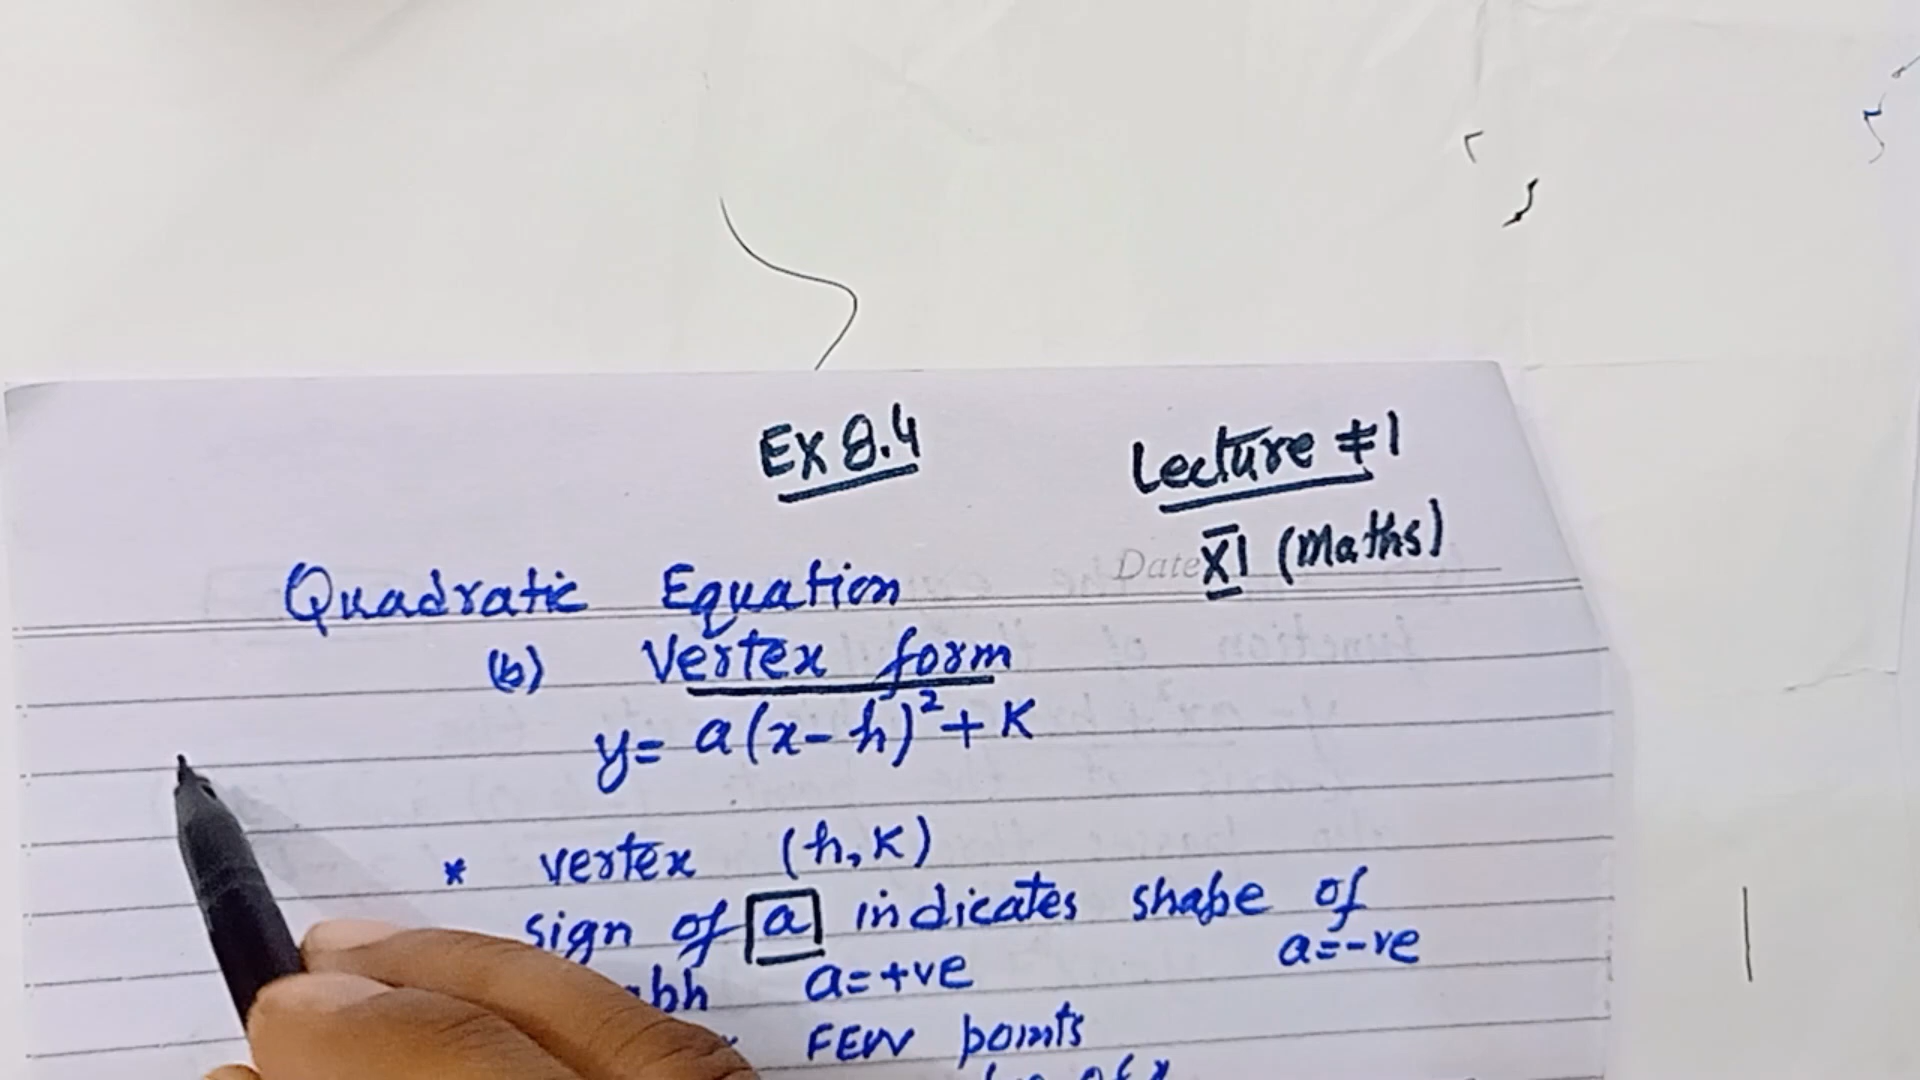 Ex 8.4
Lecture #1
XI (Maths)
Date
Quadratic Equation
(b) Vertex form
y= a(x-h)²+K
* vertex (h,K)
sign of a indicates shape of
a=+ve a=-ve
FEW points